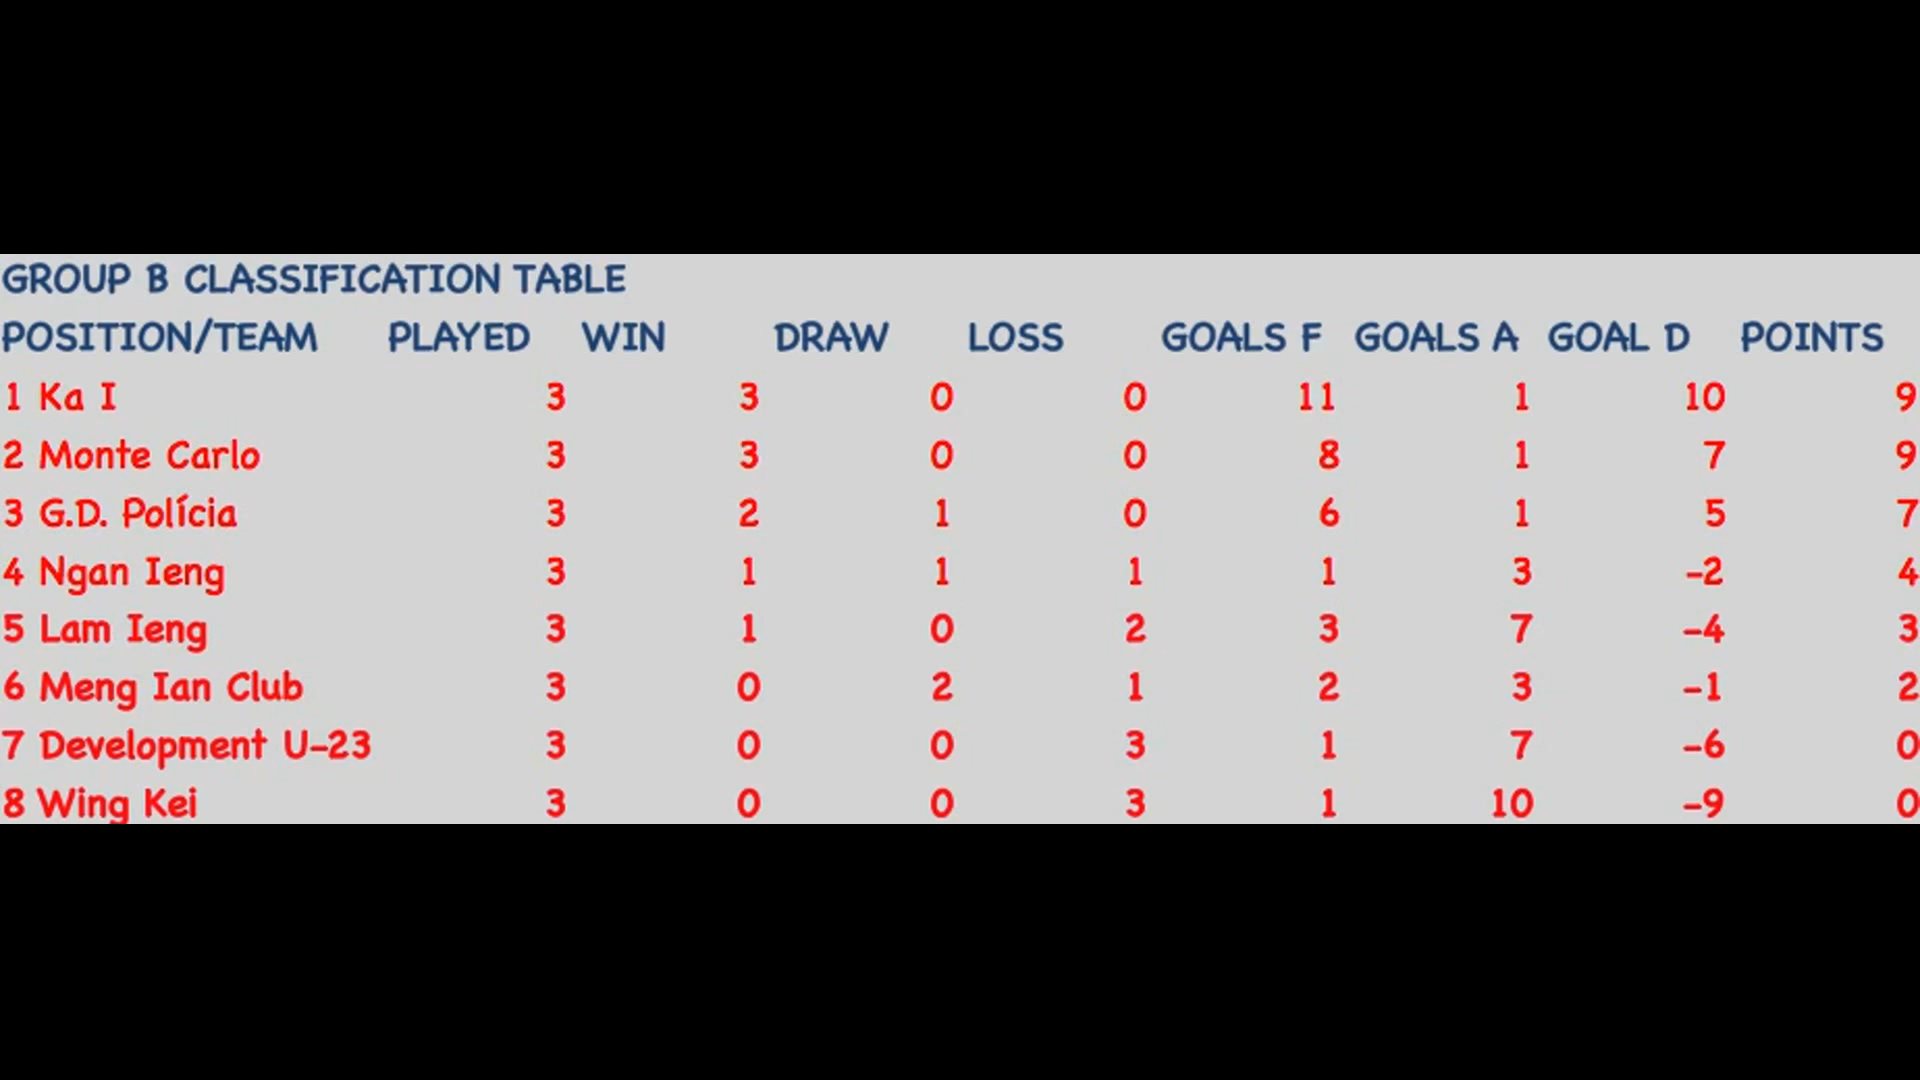 GROUP B CLASSIFICATION TABLE
POSITION/TEAM PLAYED WIN DRAW LOSS GOALS F GOALS A GOAL D POINTS
1 Ka I 3 3 0 0 11 1 10 9
2 Monte Carlo 3 3 0 0 8 1 7 9
3 G.D. Polícia 3 2 1 0 6 1 5 7
4 Ngan Ieng 3 1 1 1 1 3 -2 4
5 Lam Ieng 3 1 0 2 3 7 -4 3
6 Meng Ian Club 3 0 2 1 2 3 -1 2
7 Development U-23 3 0 0 3 1 7 -6 0
8 Wing Kei 3 0 0 3 1 10 -9 0